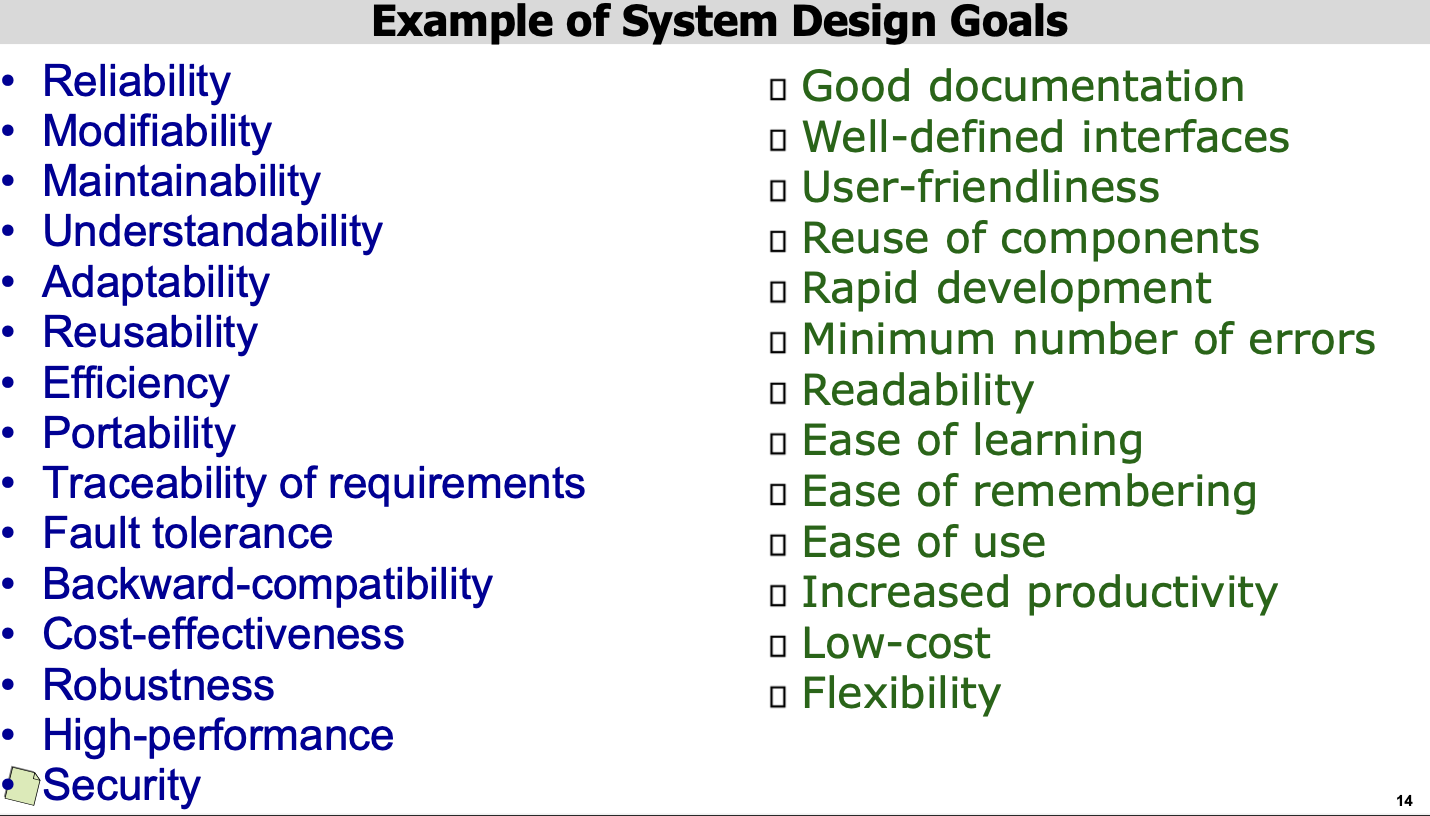 Example of System Design Goals
• Reliability
• Modifiability
• Maintainability
• Understandability
• Adaptability
• Reusability
• Efficiency
• Portability
• Traceability of requirements
• Fault tolerance
• Backward-compatibility
• Cost-effectiveness
• Robustness
• High-performance
• Security
▯ Good documentation
▯ Well-defined interfaces
▯ User-friendliness
▯ Reuse of components
▯ Rapid development
▯ Minimum number of errors
▯ Readability
▯ Ease of learning
▯ Ease of remembering
▯ Ease of use
▯ Increased productivity
▯ Low-cost
▯ Flexibility
14